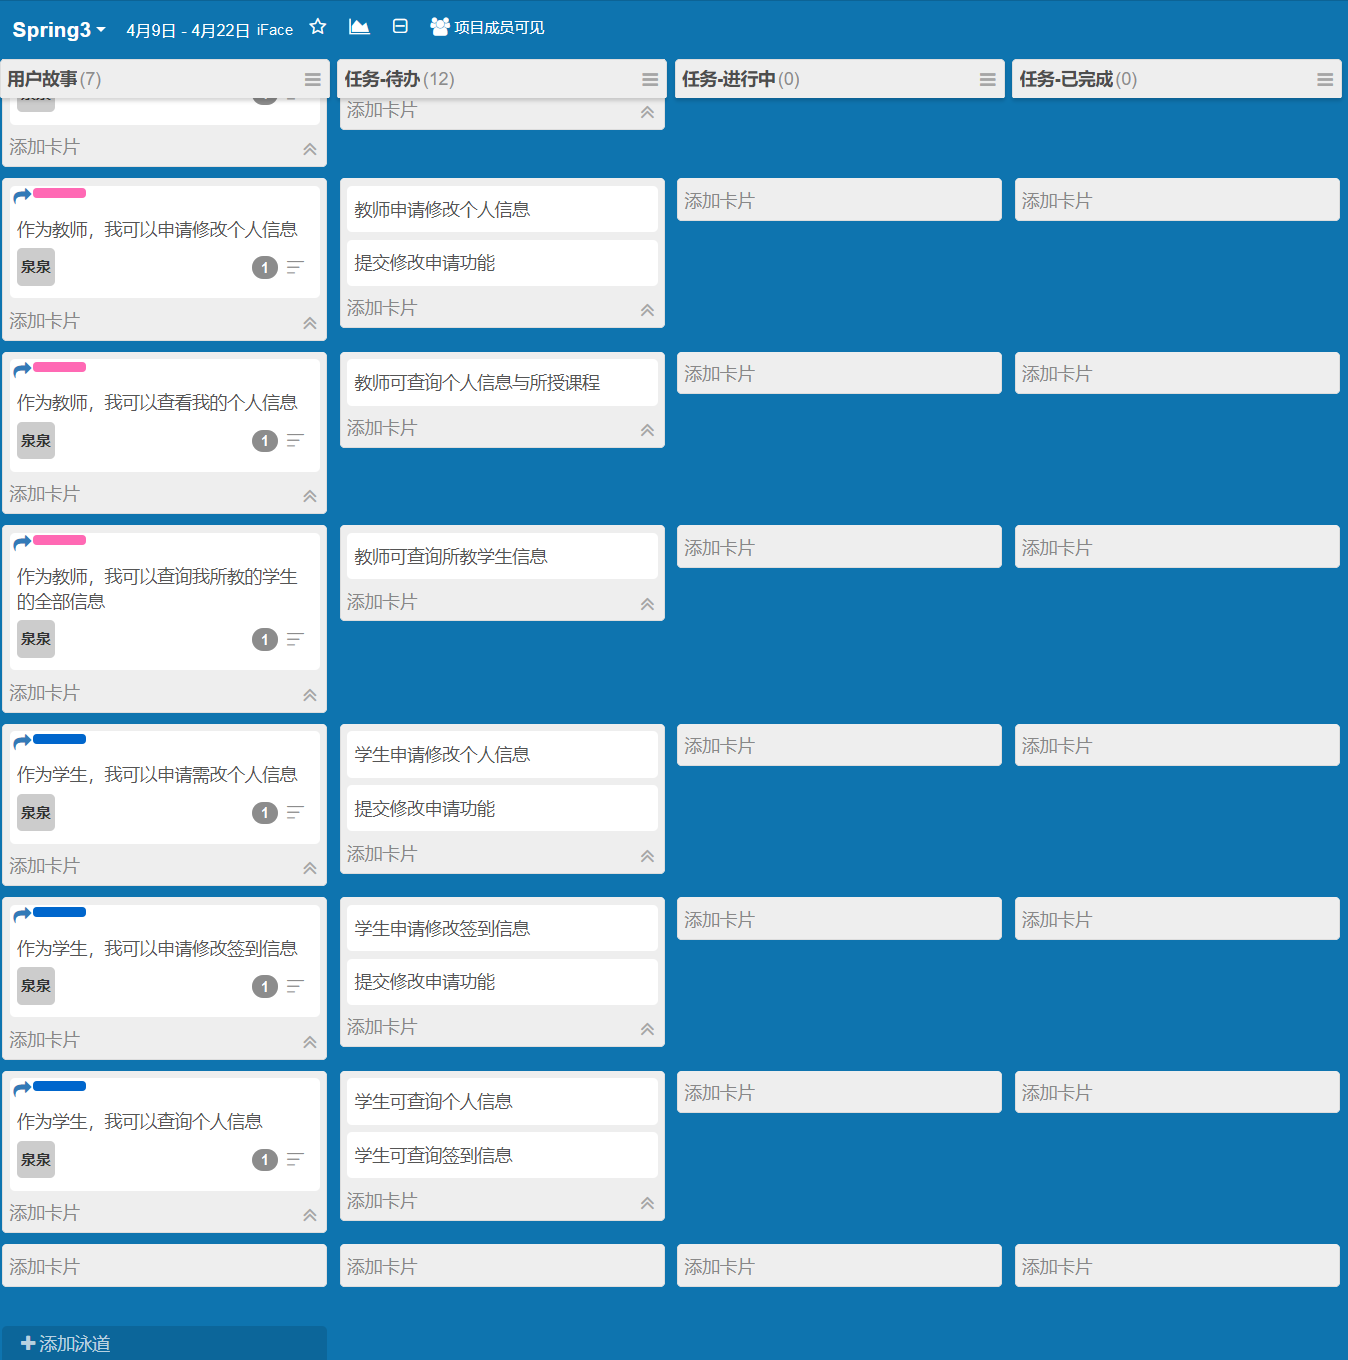 Spring3 4月9日 - 4月22日 iFace 项目成员可见
用户故事(7) 任务-待办(12) 任务-进行中(0) 任务-已完成(0)
添加卡片
添加卡片
作为教师，我可以申请修改个人信息
泉泉 1
添加卡片
教师申请修改个人信息
提交修改申请功能
添加卡片
添加卡片
添加卡片
作为教师，我可以查看我的个人信息
泉泉 1
添加卡片
教师可查询个人信息与所授课程
添加卡片
添加卡片
添加卡片
作为教师，我可以查询我所教的学生
的全部信息
泉泉 1
添加卡片
教师可查询所教学生信息
添加卡片
添加卡片
添加卡片
作为学生，我可以申请需改个人信息
泉泉 1
添加卡片
学生申请修改个人信息
提交修改申请功能
添加卡片
添加卡片
添加卡片
作为学生，我可以申请修改签到信息
泉泉 1
添加卡片
学生申请修改签到信息
提交修改申请功能
添加卡片
添加卡片
添加卡片
作为学生，我可以查询个人信息
泉泉 1
添加卡片
学生可查询个人信息
学生可查询签到信息
添加卡片
添加卡片
添加卡片
添加卡片
添加卡片
添加卡片
添加卡片
添加泳道